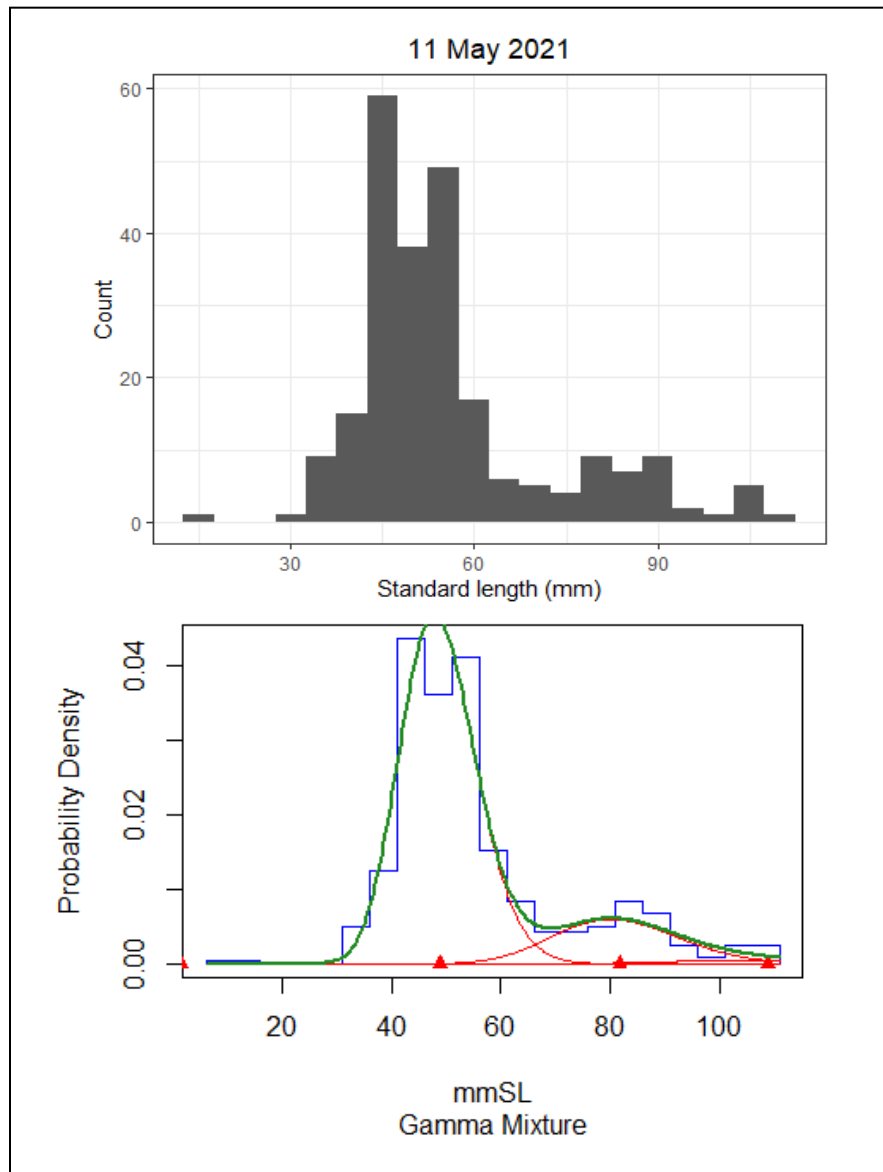 11 May 2021
60
40
20
0
Count
30 60 90
Standard length (mm)
0.04
0.02
0.00
Probability Density
20 40 60 80 100
mmSL
Gamma Mixture